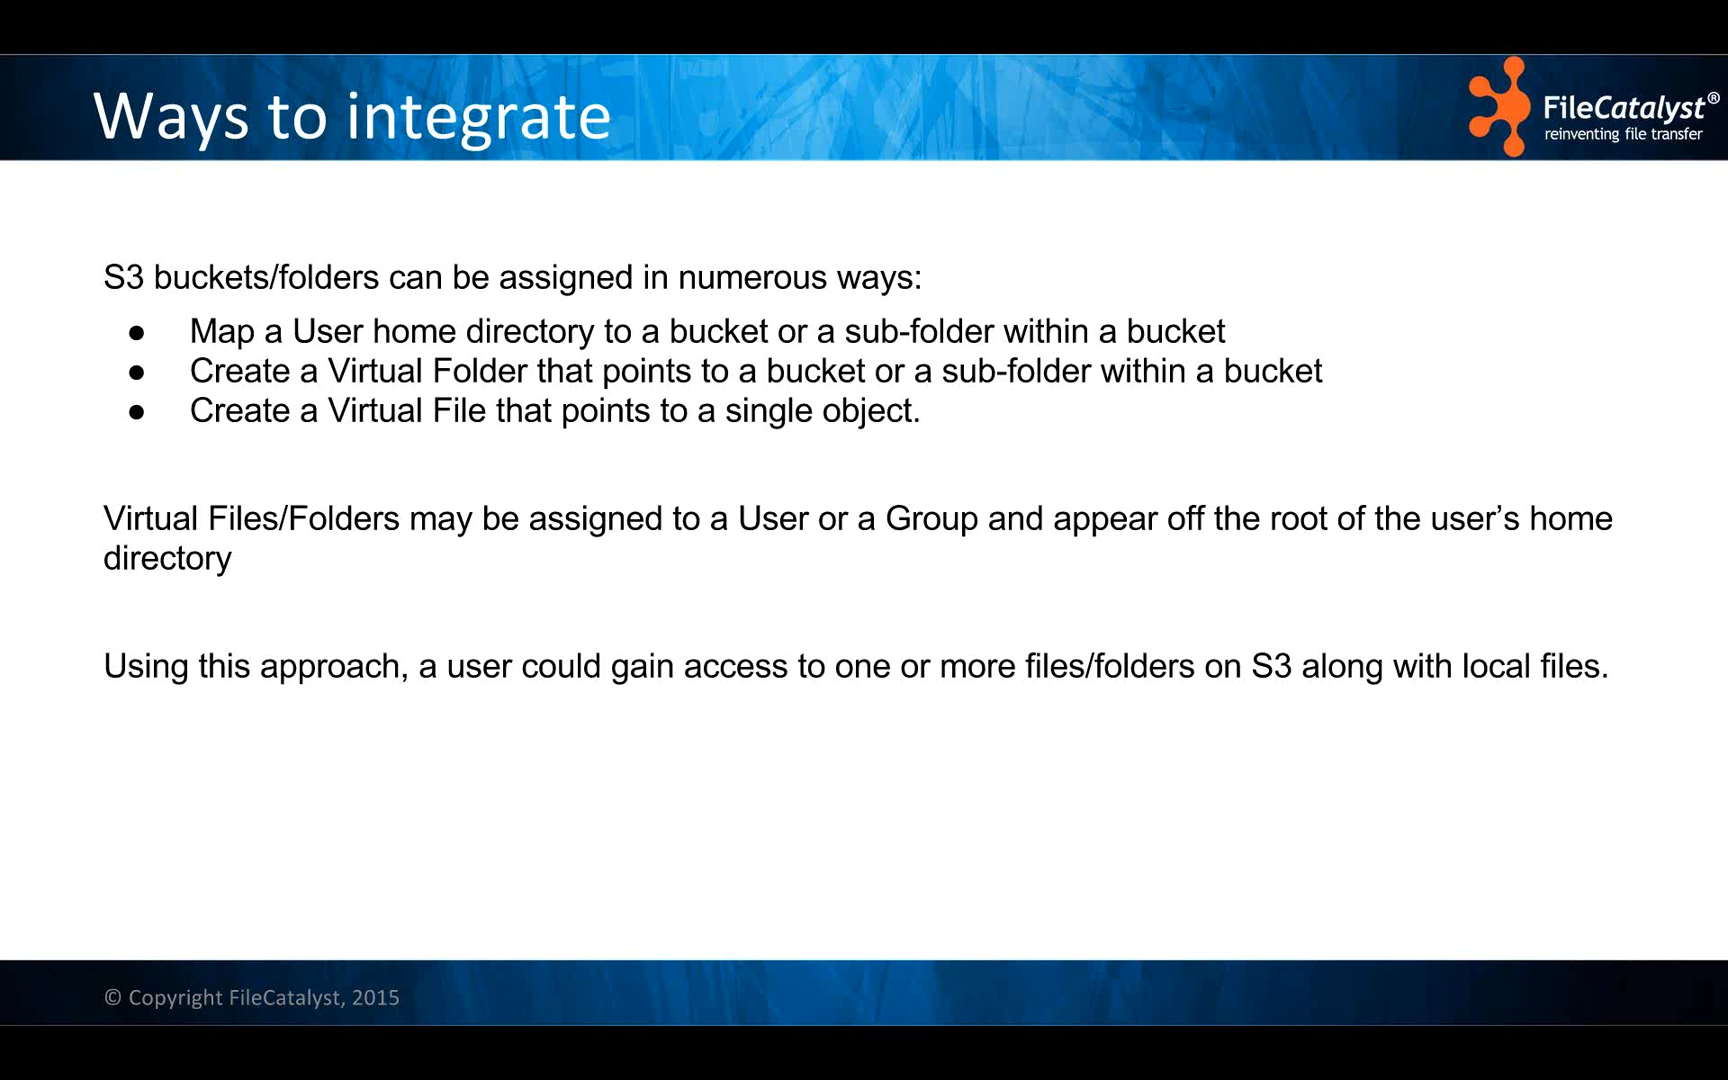 Ways to integrate
FileCatalyst®
reinventing file transfer
S3 buckets/folders can be assigned in numerous ways:
● Map a User home directory to a bucket or a sub-folder within a bucket
● Create a Virtual Folder that points to a bucket or a sub-folder within a bucket
● Create a Virtual File that points to a single object.
Virtual Files/Folders may be assigned to a User or a Group and appear off the root of the user’s home
directory
Using this approach, a user could gain access to one or more files/folders on S3 along with local files.
© Copyright FileCatalyst, 2015